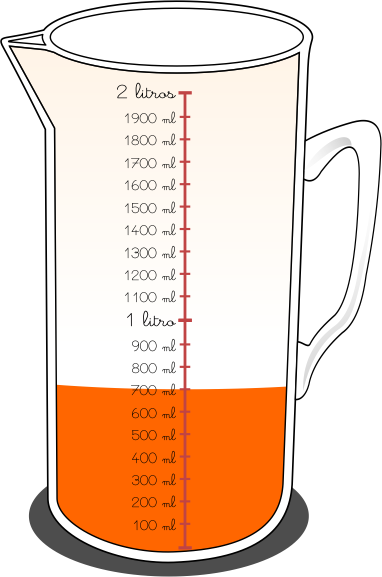 2 litros
1900 ml
1800 ml
1700 ml
1600 ml
1500 ml
1400 ml
1300 ml
1200 ml
1100 ml
1 litro
900 ml
800 ml
700 ml
600 ml
500 ml
400 ml
300 ml
200 ml
100 ml